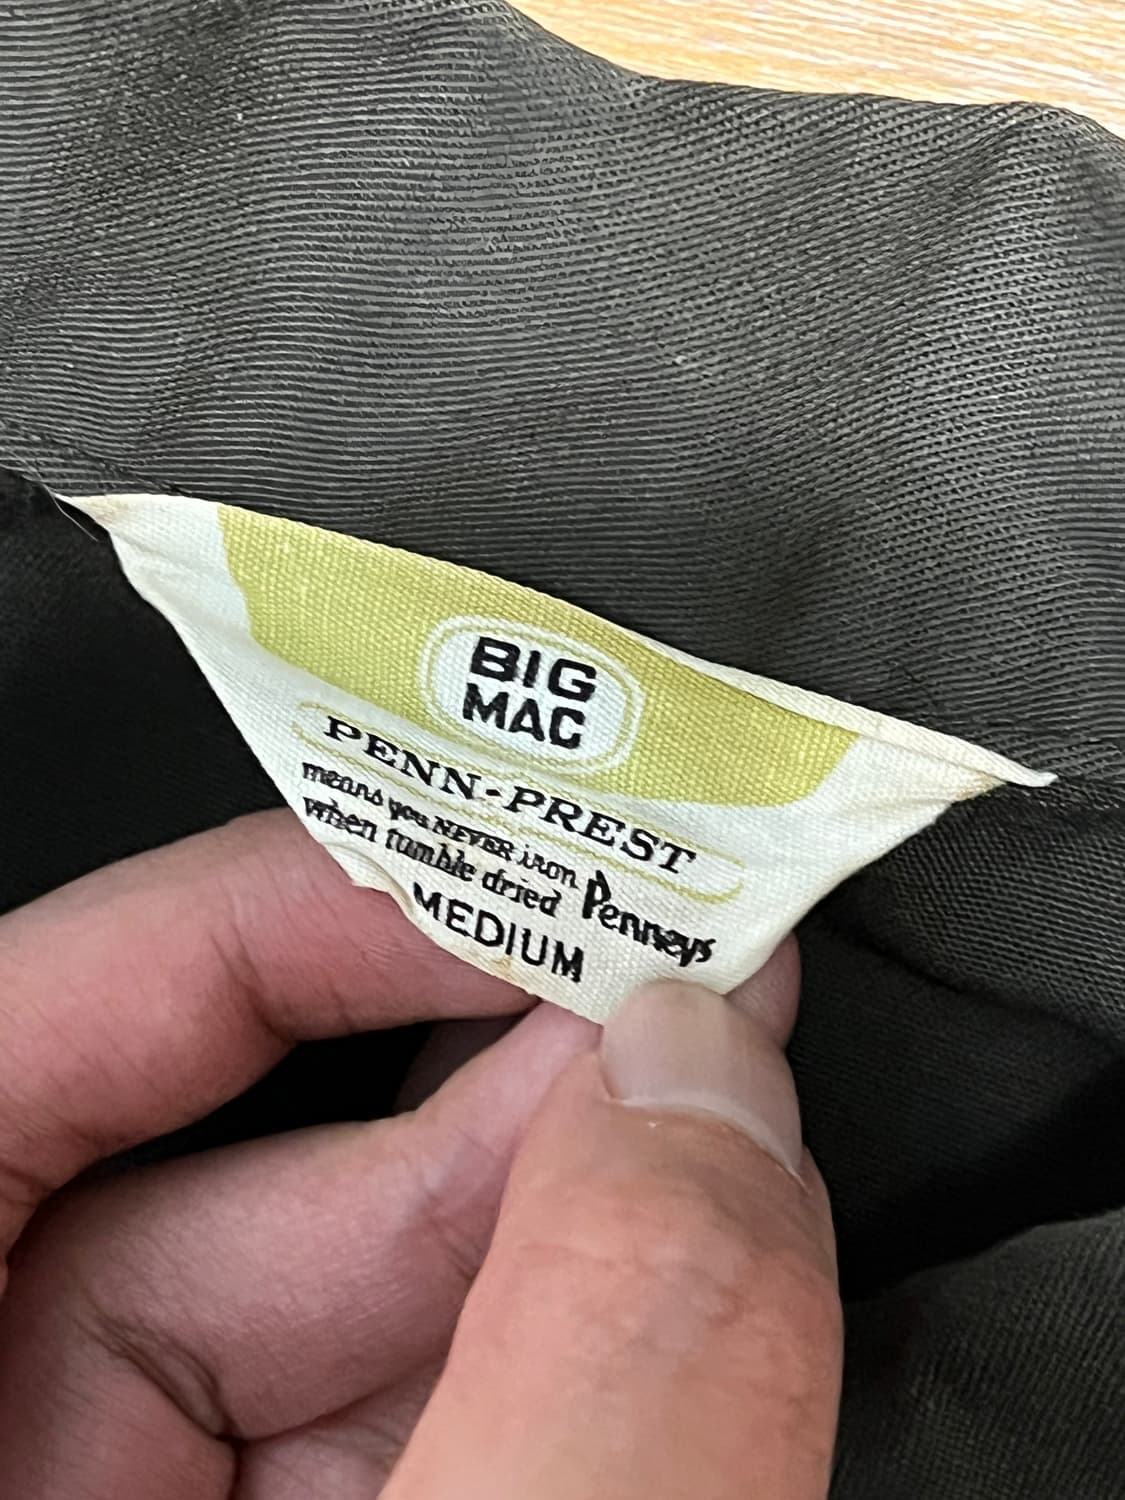 BIG
MAC
PENN-PREST
means you NEVER iron
when tumble dried Penneys
MEDIUM